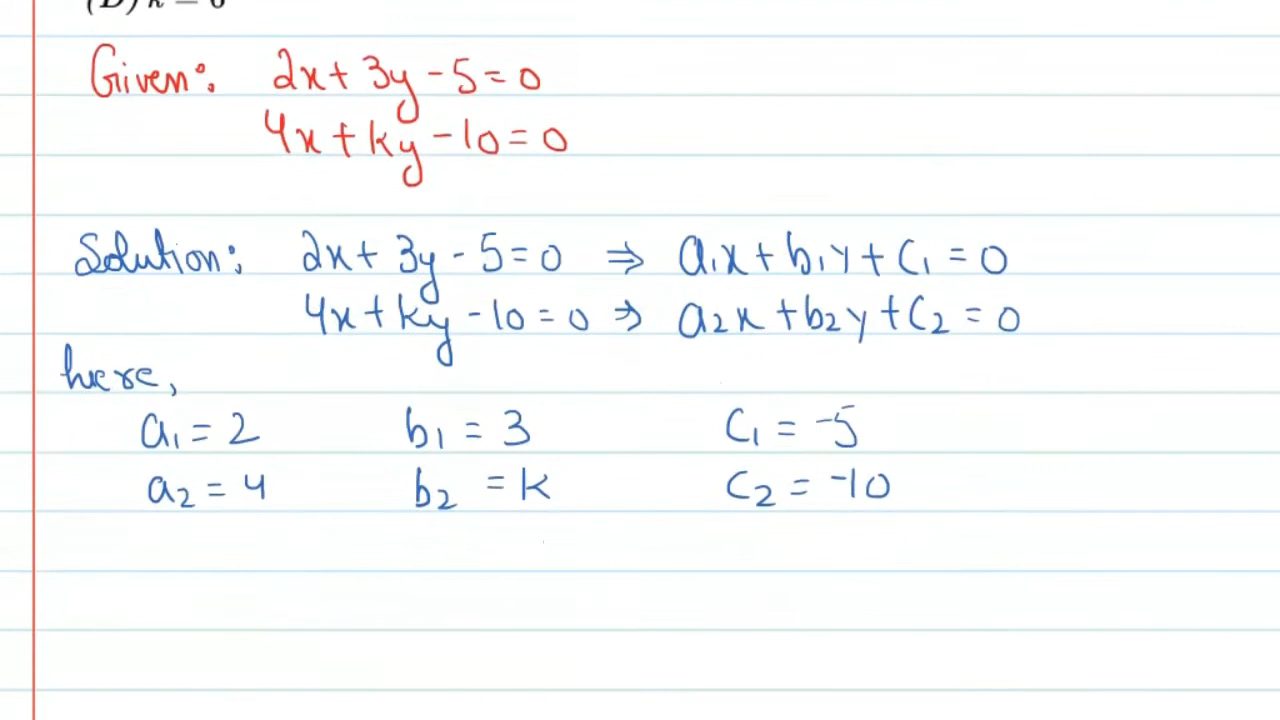 Given: 2x + 3y - 5 = 0
4x + ky - 10 = 0
Solution: 2x + 3y - 5 = 0 ⇒ a₁x + b₁y + c₁ = 0
4x + ky - 10 = 0 ⇒ a₂x + b₂y + c₂ = 0
here,
a₁ = 2 b₁ = 3 c₁ = -5
a₂ = 4 b₂ = k c₂ = -10